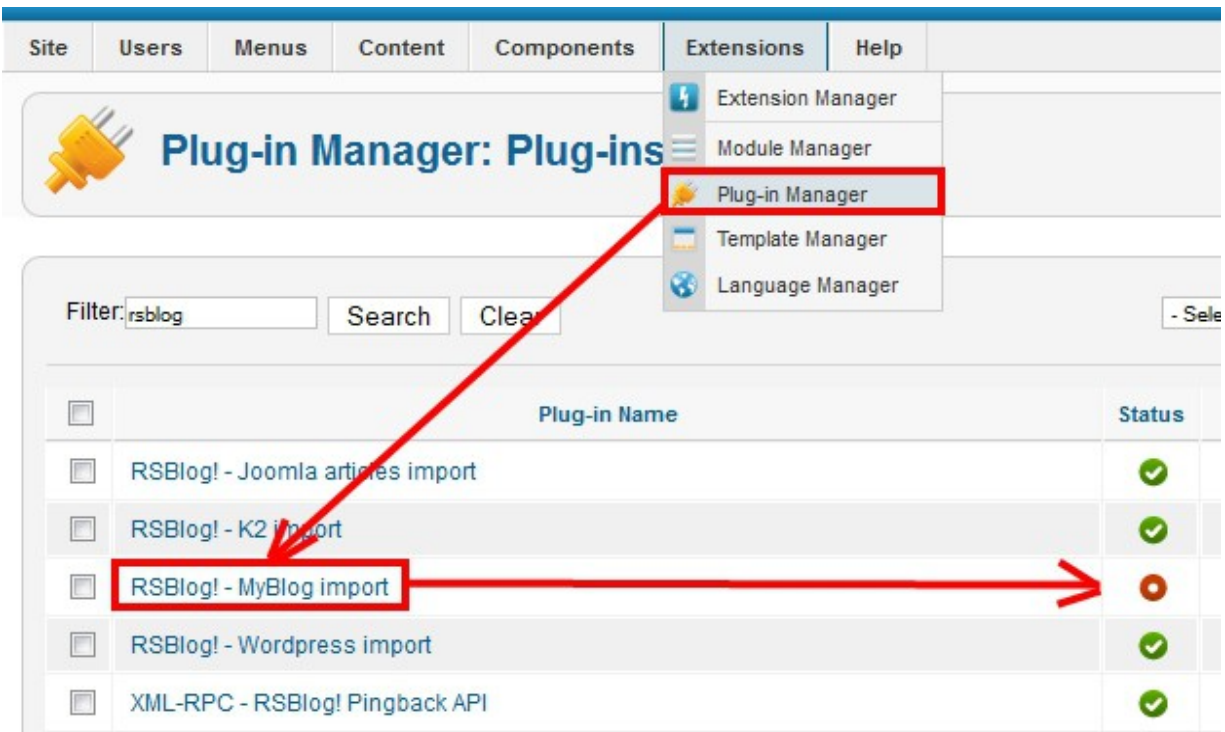 Site Users Menus Content Components Extensions Help
Extension Manager
Module Manager
Plug-in Manager
Template Manager
Language Manager
Plug-in Manager: Plug-ins
Filter: rsblog Search Clear - Sele
Plug-in Name Status
RSBlog! - Joomla articles import
RSBlog! - K2 import
RSBlog! - MyBlog import
RSBlog! - Wordpress import
XML-RPC - RSBlog! Pingback API